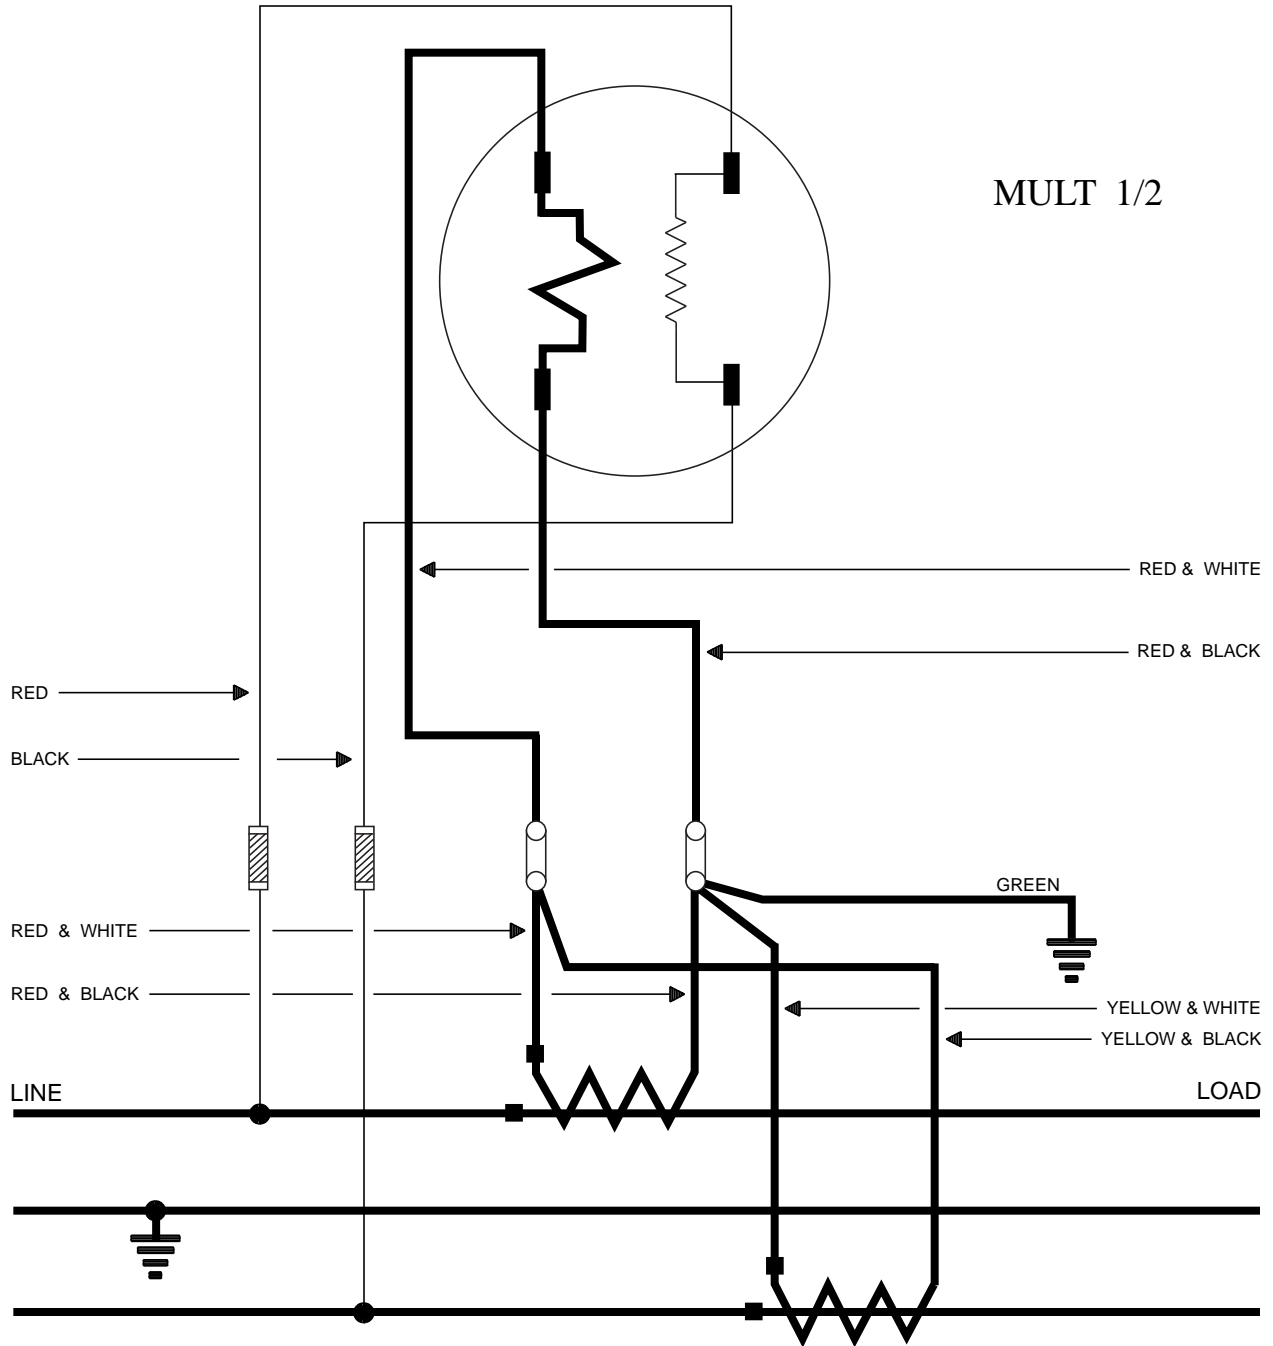 MULT 1/2
RED & WHITE
RED & BLACK
RED
BLACK
GREEN
RED & WHITE
RED & BLACK
YELLOW & WHITE
YELLOW & BLACK
LINE
LOAD